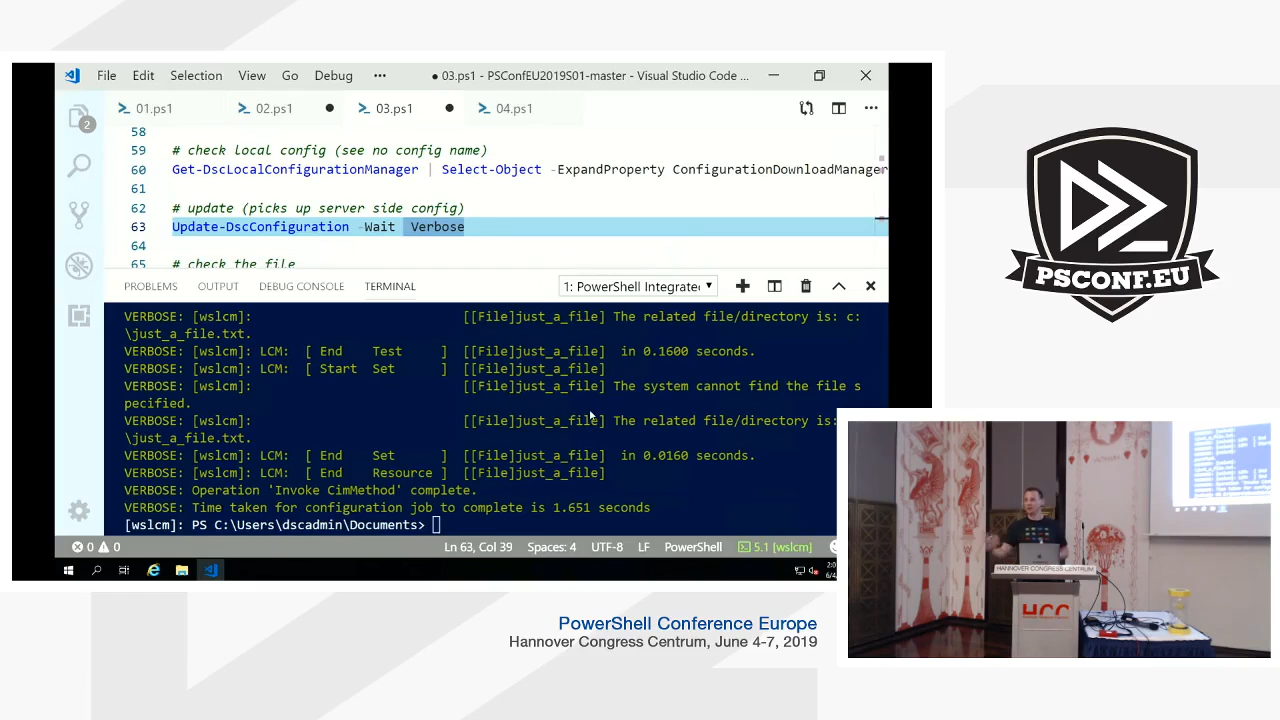 File Edit Selection View Go Debug ••• ● 03.ps1 - PSConfEU2019S01-master - Visual Studio Code ...
01.ps1 02.ps1 03.ps1 04.ps1
2
58
59 # check local config (see no config name)
60 Get-DscLocalConfigurationManager | Select-Object -ExpandProperty ConfigurationDownloadManager
61
62 # update (picks up server side config)
63 Update-DscConfiguration -Wait Verbose
64
65 # check the file
PROBLEMS OUTPUT DEBUG CONSOLE TERMINAL 1: PowerShell Integrate
VERBOSE: [wslcm]: [[File]just_a_file] The related file/directory is: c:
\just_a_file.txt.
VERBOSE: [wslcm]: LCM: [ End Test ] [[File]just_a_file] in 0.1600 seconds.
VERBOSE: [wslcm]: LCM: [ Start Set ] [[File]just_a_file]
VERBOSE: [wslcm]: [[File]just_a_file] The system cannot find the file s
pecified.
VERBOSE: [wslcm]: [[File]just_a_file] The related file/directory is:
\just_a_file.txt.
VERBOSE: [wslcm]: LCM: [ End Set ] [[File]just_a_file] in 0.0160 seconds.
VERBOSE: [wslcm]: LCM: [ End Resource ] [[File]just_a_file]
VERBOSE: Operation 'Invoke CimMethod' complete.
VERBOSE: Time taken for configuration job to complete is 1.651 seconds
[wslcm]: PS C:\Users\dscadmin\Documents>
0 0 Ln 63, Col 39 Spaces: 4 UTF-8 LF PowerShell 5.1 [wslcm]
PSCONF.EU
HANNOVER CONGRESS CENTRUM
HCC
PowerShell Conference Europe
Hannover Congress Centrum, June 4-7, 2019